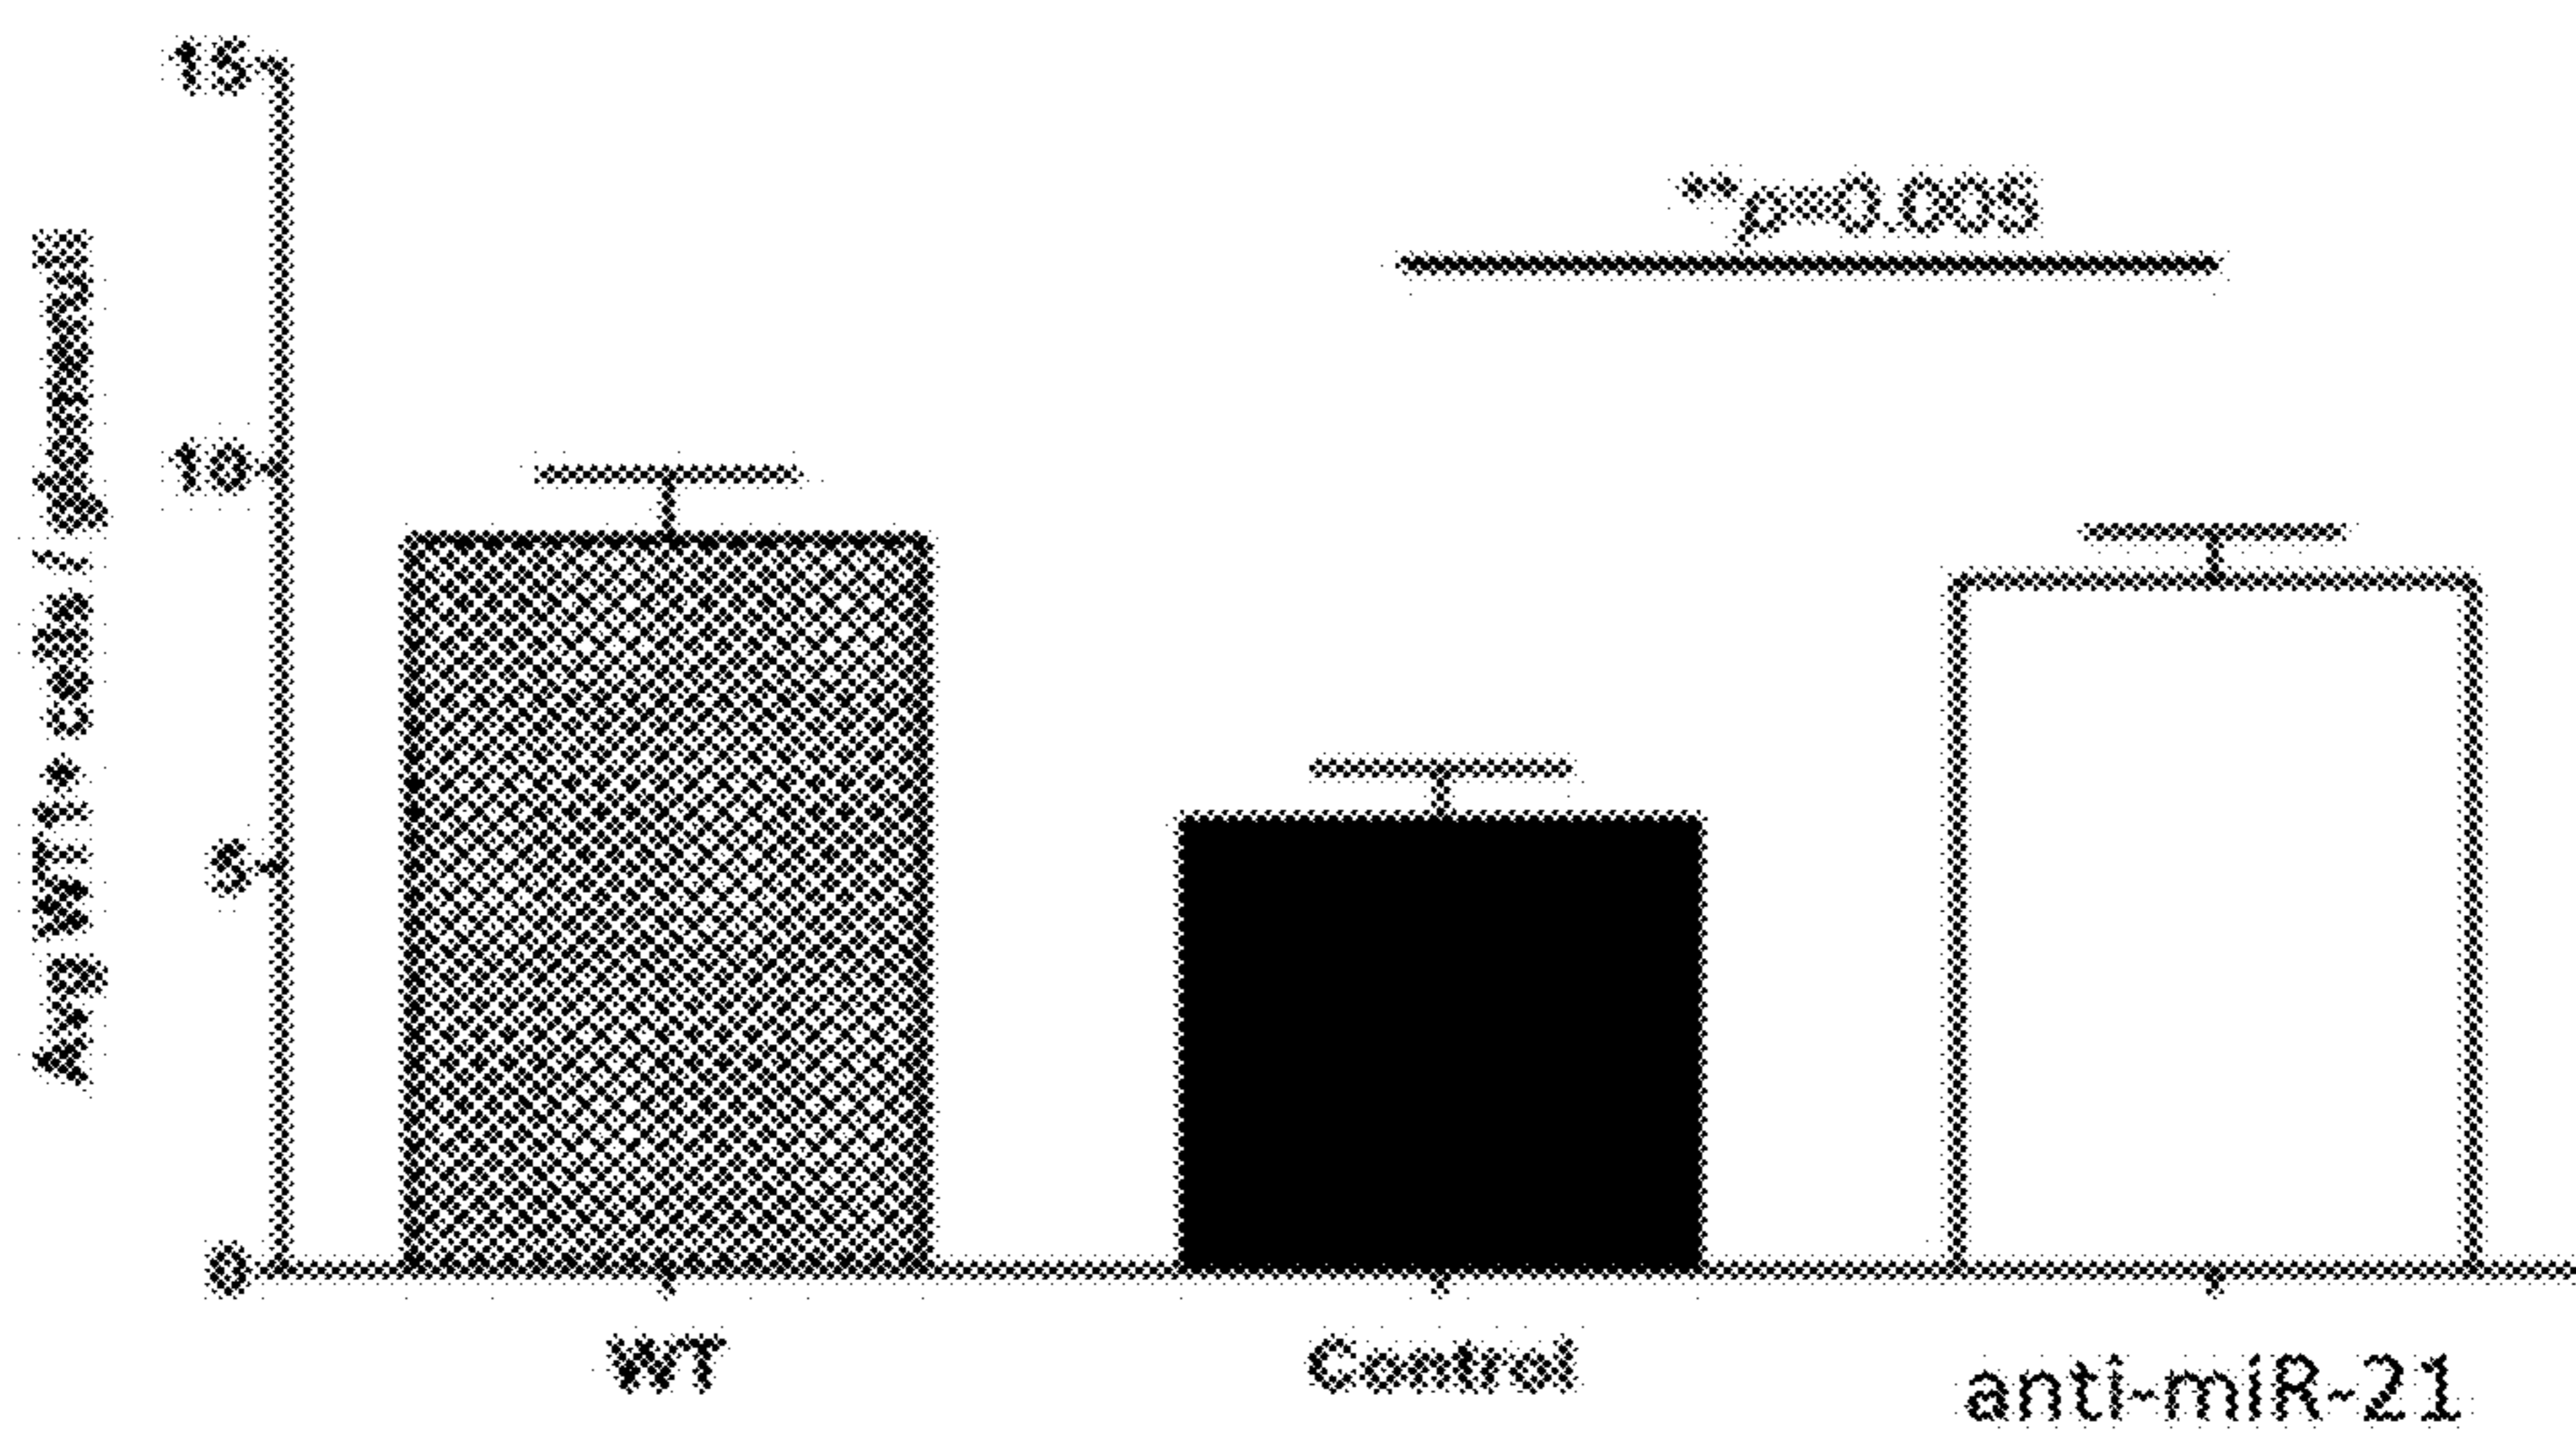 Avg WT1+ cells / glomeruli
15
10
5
0
**p=0.005
WT
Control
anti-miR-21